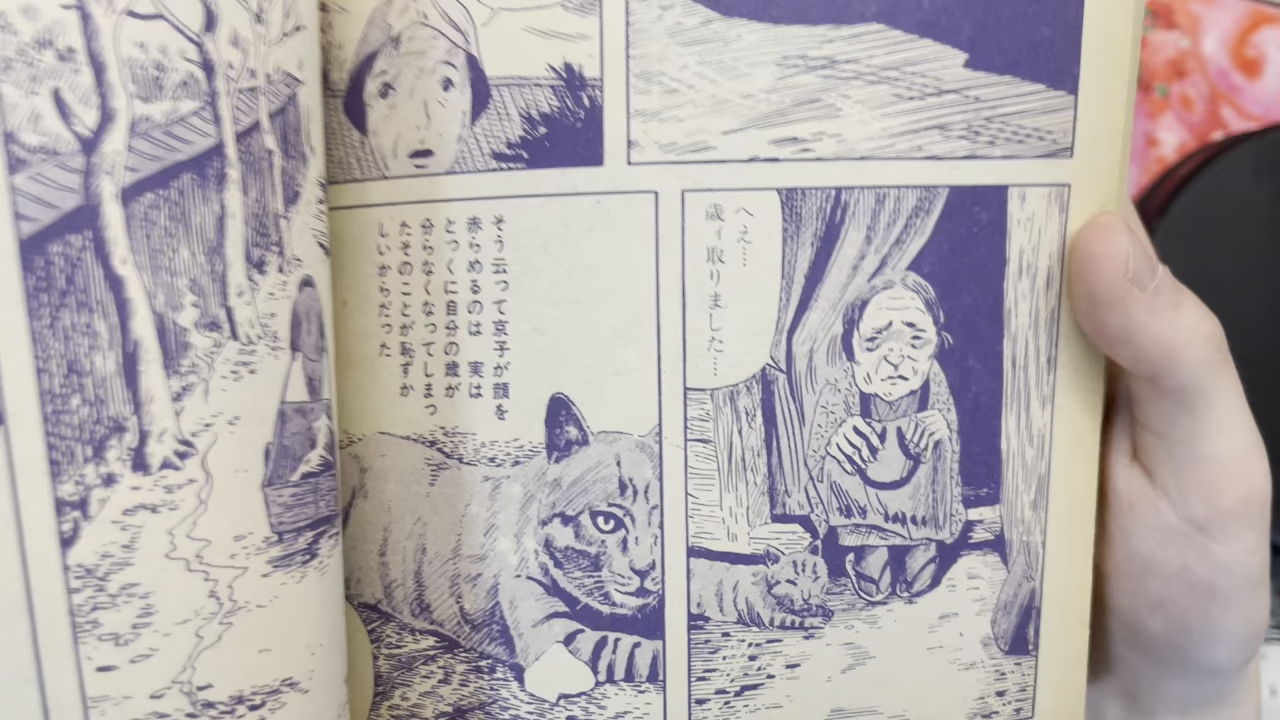 へえ……
歳ィ取りました…
そう云って京子が顔を
赤らめるのは　実は
とっくに自分の歳が
分らなくなってしまっ
たそのことが恥ずか
しいからだった